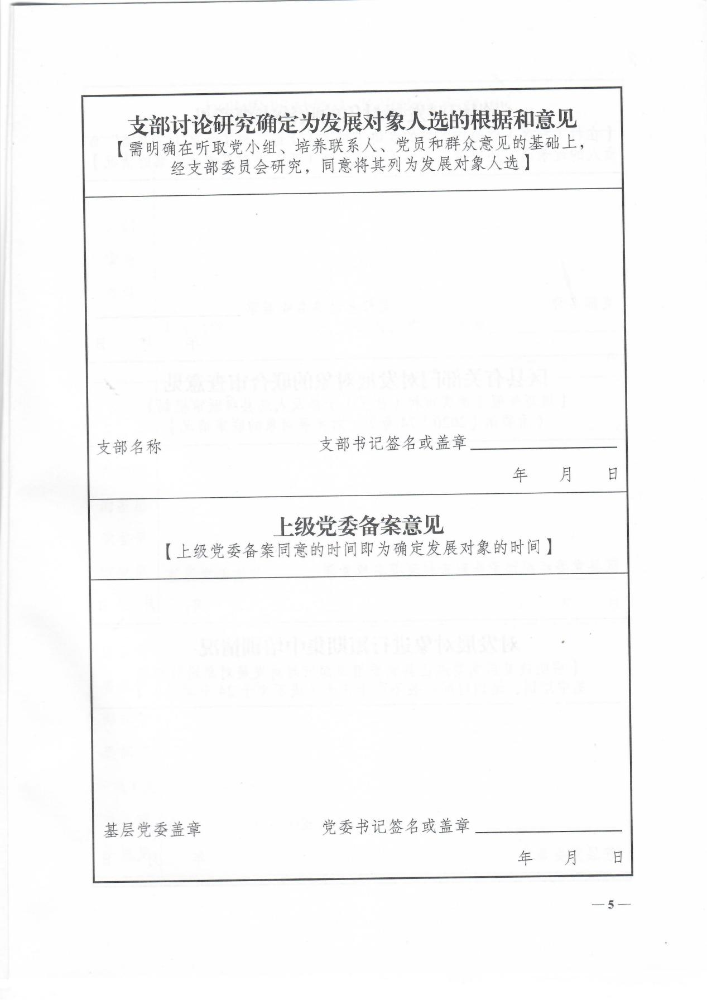 支部讨论研究确定为发展对象人选的根据和意见
【需明确在听取党小组、培养联系人、党员和群众意见的基础上，
经支部委员会研究，同意将其列为发展对象人选】
支部名称 支部书记签名或盖章
年 月 日
上级党委备案意见
【上级党委备案同意的时间即为确定发展对象的时间】
基层党委盖章 党委书记签名或盖章
年 月 日
— 5 —